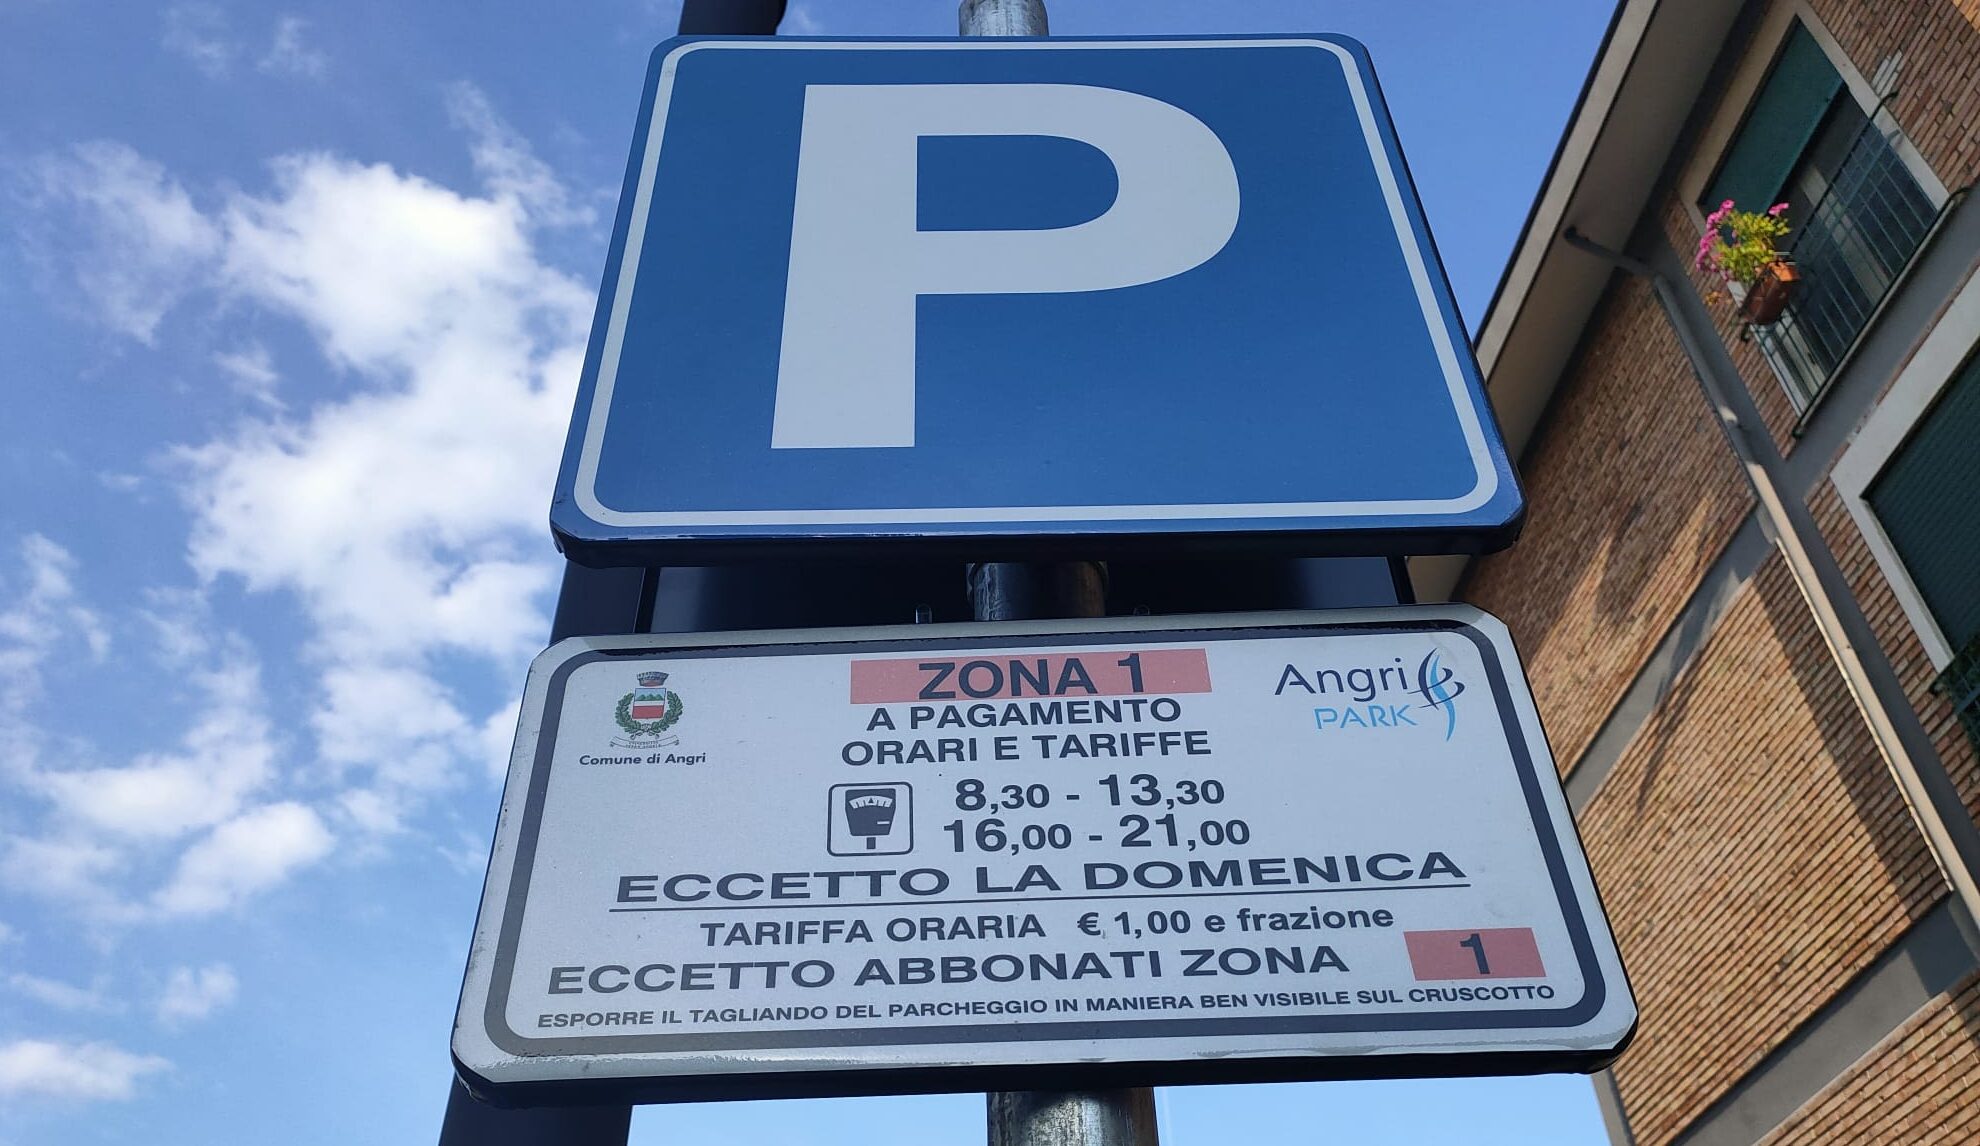 P
ZONA 1
Angri
PARK
A PAGAMENTO
Comune di Angri
ORARI E TARIFFE
8,30 - 13,30
16,00 - 21,00
ECCETTO LA DOMENICA
TARIFFA ORARIA € 1,00 e frazione
ECCETTO ABBONATI ZONA 1
ESPORRE IL TAGLIANDO DEL PARCHEGGIO IN MANIERA BEN VISIBILE SUL CRUSCOTTO